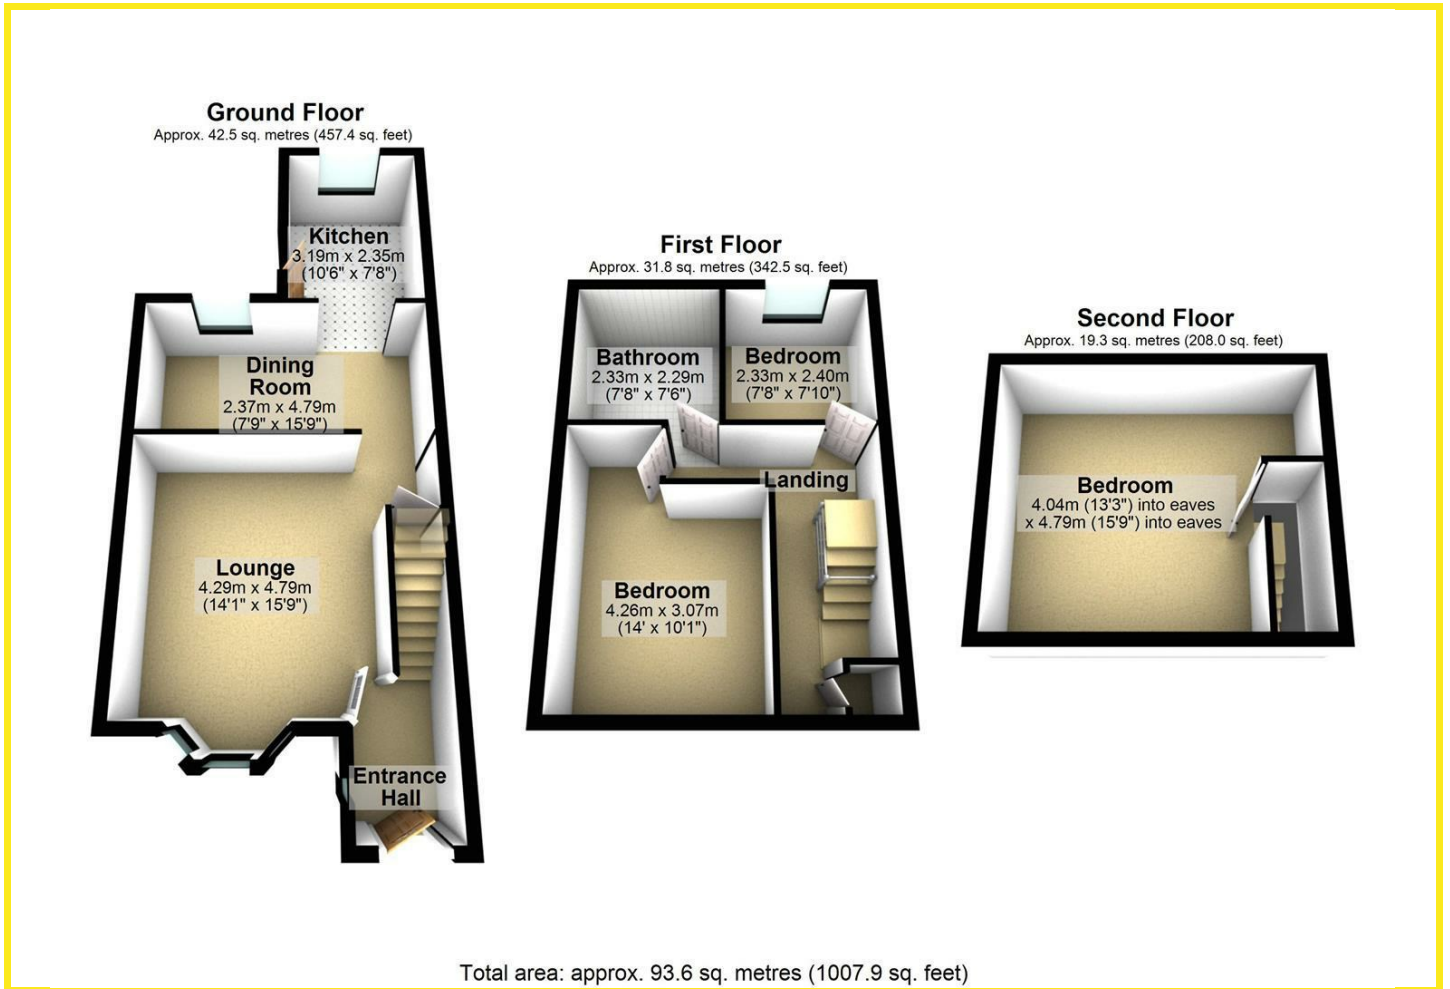 Ground Floor
Approx. 42.5 sq. metres (457.4 sq. feet)
Kitchen
3.19m x 2.35m
(10'6" x 7'8")
Dining
Room
2.37m x 4.79m
(7'9" x 15'9")
Lounge
4.29m x 4.79m
(14'1" x 15'9")
Entrance
Hall
First Floor
Approx. 31.8 sq. metres (342.5 sq. feet)
Bathroom
2.33m x 2.29m
(7'8" x 7'6")
Bedroom
2.33m x 2.40m
(7'8" x 7'10")
Landing
Bedroom
4.26m x 3.07m
(14' x 10'1")
Second Floor
Approx. 19.3 sq. metres (208.0 sq. feet)
Bedroom
4.04m (13'3") into eaves
x 4.79m (15'9") into eaves
Total area: approx. 93.6 sq. metres (1007.9 sq. feet)